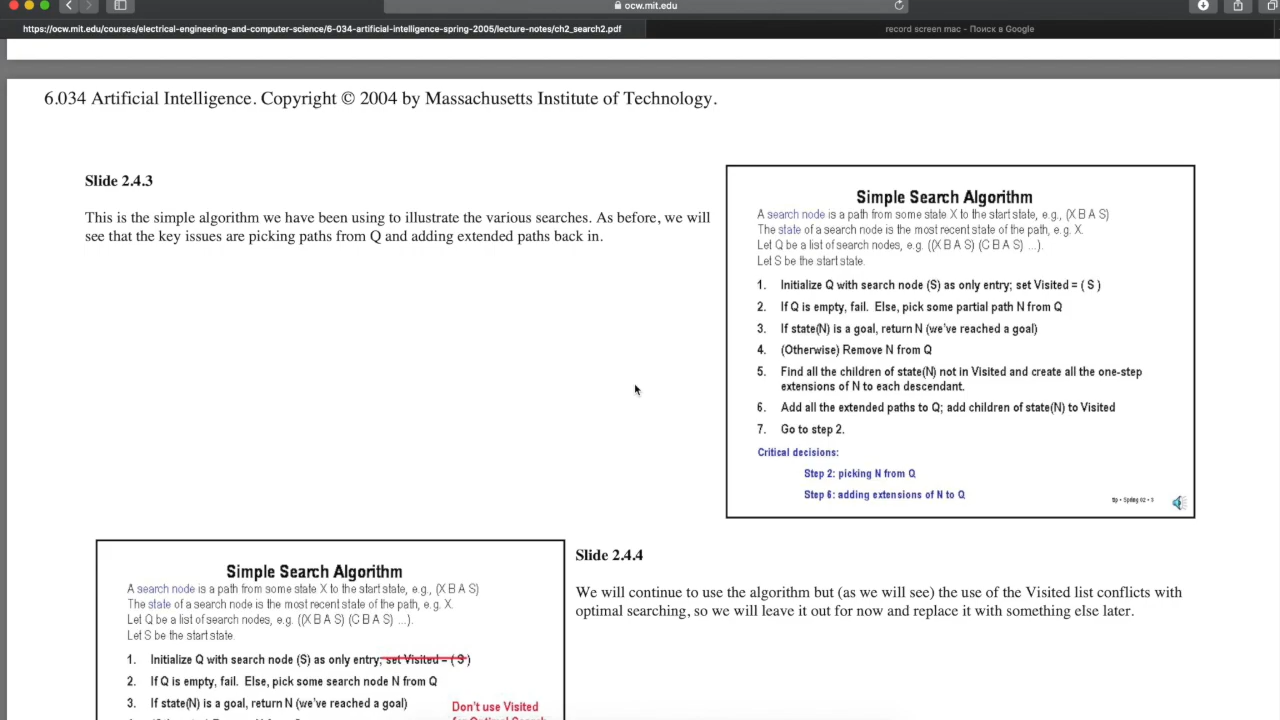 ocw.mit.edu
https://ocw.mit.edu/courses/electrical-engineering-and-computer-science/6-034-artificial-intelligence-spring-2005/lecture-notes/ch2_search2.pdf
record screen mac - Поиск в Google
6.034 Artificial Intelligence. Copyright © 2004 by Massachusetts Institute of Technology.
Slide 2.4.3
This is the simple algorithm we have been using to illustrate the various searches. As before, we will
see that the key issues are picking paths from Q and adding extended paths back in.
Simple Search Algorithm
A search node is a path from some state X to the start state, e.g., (X B A S)
The state of a search node is the most recent state of the path, e.g. X.
Let Q be a list of search nodes, e.g. ((X B A S) (C B A S) ...).
Let S be the start state.
1. Initialize Q with search node (S) as only entry; set Visited = ( S )
2. If Q is empty, fail. Else, pick some partial path N from Q
3. If state(N) is a goal, return N (we've reached a goal)
4. (Otherwise) Remove N from Q
5. Find all the children of state(N) not in Visited and create all the one-step
extensions of N to each descendant.
6. Add all the extended paths to Q; add children of state(N) to Visited
7. Go to step 2.
Critical decisions:
Step 2: picking N from Q
Step 6: adding extensions of N to Q
tlp • Spring 02 • 3
Simple Search Algorithm
A search node is a path from some state X to the start state, e.g., (X B A S)
The state of a search node is the most recent state of the path, e.g. X.
Let Q be a list of search nodes, e.g. ((X B A S) (C B A S) ...).
Let S be the start state.
1. Initialize Q with search node (S) as only entry; set Visited = ( S )
2. If Q is empty, fail. Else, pick some search node N from Q
3. If state(N) is a goal, return N (we've reached a goal)
Don't use Visited
for Optimal Search
Slide 2.4.4
We will continue to use the algorithm but (as we will see) the use of the Visited list conflicts with
optimal searching, so we will leave it out for now and replace it with something else later.